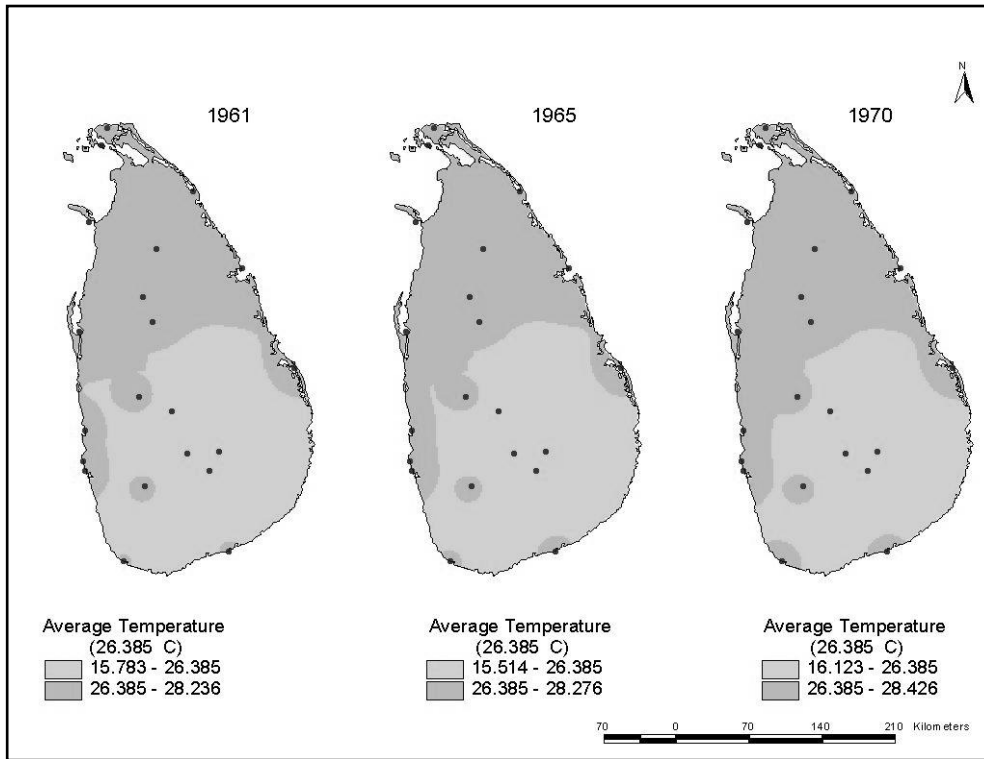 N
1961
1965
1970
Average Temperature
(26.385 C)
15.783 - 26.385
26.385 - 28.236
Average Temperature
(26.385 C)
15.514 - 26.385
26.385 - 28.276
Average Temperature
(26.385 C)
16.123 - 26.385
26.385 - 28.426
70 0 70 140 210 Kilometers